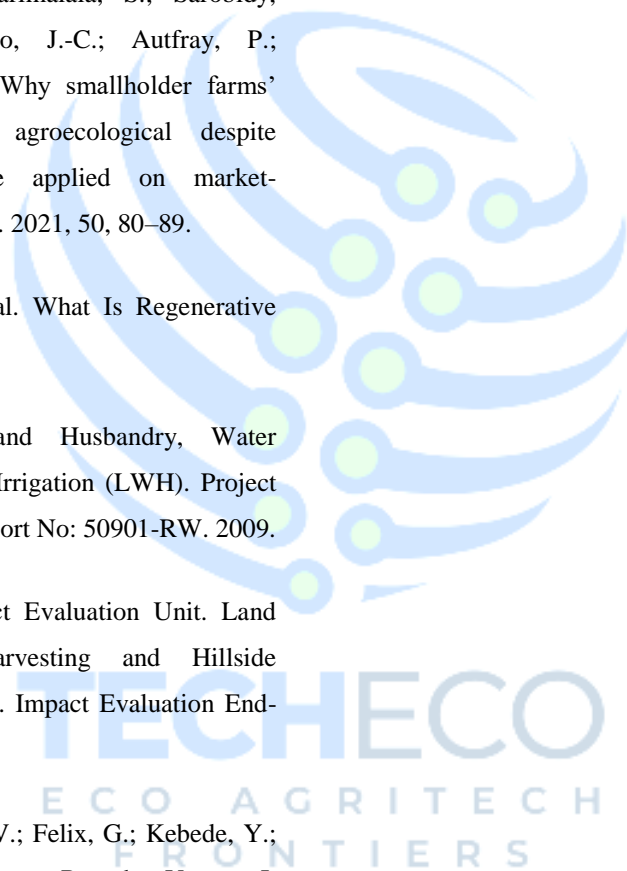 o, J.-C.; Autfray, P.;
Why smallholder farms’
agroecological despite
applied on market-
. 2021, 50, 80–89.
al. What Is Regenerative
and Husbandry, Water
Irrigation (LWH). Project
ort No: 50901-RW. 2009.
ct Evaluation Unit. Land
arvesting and Hillside
. Impact Evaluation End-
TECHECO
ECO AGRITECH
V.; Felix, G.; Kebede, Y.;
FRONTIERS